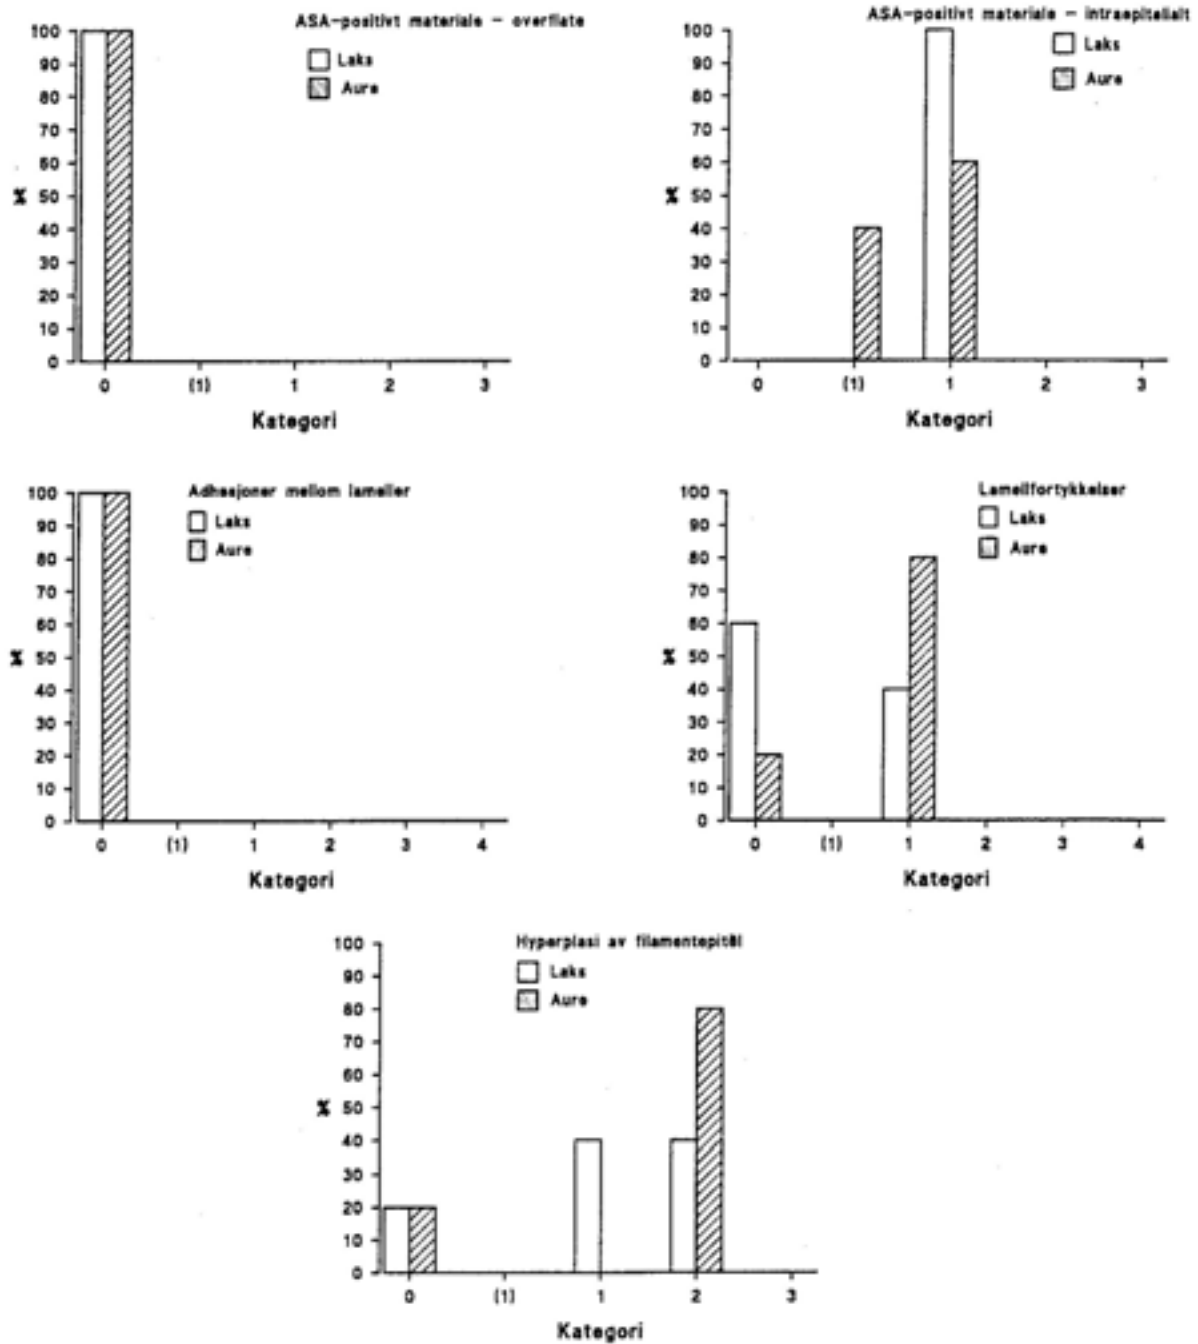 ASA-positivt materiale - overflate
Laks
Aure
100
90
80
70
60
50
40
30
20
10
0
%
0 (1) 1 2 3
Kategori
ASA-positivt materiale - intraepitelialt
Laks
Aure
100
90
80
70
60
50
40
30
20
10
0
%
0 (1) 1 2 3
Kategori
Adhesjoner mellom lameller
Laks
Aure
100
90
80
70
60
50
40
30
20
10
0
%
0 (1) 1 2 3 4
Kategori
Lamellfortykkelser
Laks
Aure
100
90
80
70
60
50
40
30
20
10
0
%
0 (1) 1 2 3 4
Kategori
Hyperplasi av filamentepitel
Laks
Aure
100
90
80
70
60
50
40
30
20
10
0
%
0 (1) 1 2 3
Kategori